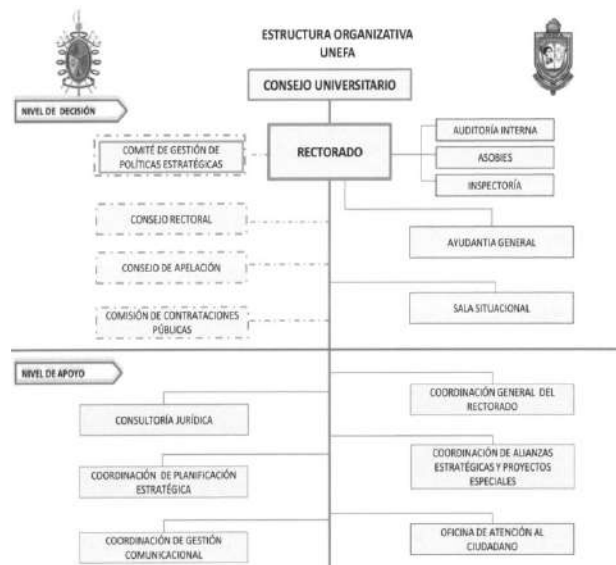 ESTRUCTURA ORGANIZATIVA
UNEFA
CONSEJO UNIVERSITARIO
NIVEL DE DECISIÓN
RECTORADO
AUDITORÍA INTERNA
ASOBIES
INSPECTORÍA
COMITÉ DE GESTIÓN DE
POLÍTICAS ESTRATÉGICAS
CONSEJO RECTORAL
AYUDANTIA GENERAL
CONSEJO DE APELACIÓN
SALA SITUACIONAL
COMISIÓN DE CONTRATACIONES
PÚBLICAS
NIVEL DE APOYO
COORDINACIÓN GENERAL DEL
RECTORADO
CONSULTORÍA JURÍDICA
COORDINACIÓN DE ALIANZAS
ESTRATÉGICAS Y PROYECTOS
ESPECIALES
COORDINACIÓN DE PLANIFICACIÓN
ESTRATÉGICA
OFICINA DE ATENCIÓN AL
CIUDADANO
COORDINACIÓN DE GESTIÓN
COMUNICACIONAL